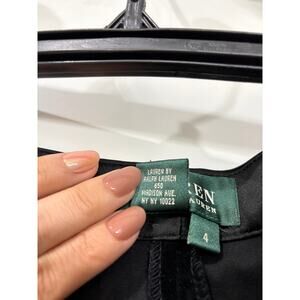 LAUREN BY
RALPH LAUREN
650
MADISON AVE.
NY NY 10022
REN
LAUREN
4